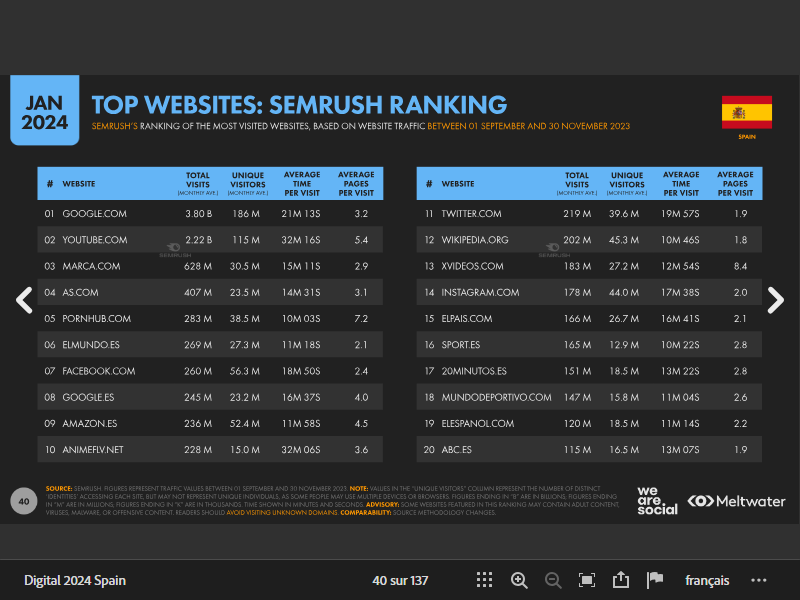 JAN
2024
TOP WEBSITES: SEMRUSH RANKING
SEMRUSH'S RANKING OF THE MOST VISITED WEBSITES, BASED ON WEBSITE TRAFFIC BETWEEN 01 SEPTEMBER AND 30 NOVEMBER 2023
SPAIN
# WEBSITE TOTAL VISITS (MONTHLY AVE.) UNIQUE VISITORS (MONTHLY AVE.) AVERAGE TIME PER VISIT AVERAGE PAGES PER VISIT
01 GOOGLE.COM 3.80 B 186 M 21M 13S 3.2
02 YOUTUBE.COM 2.22 B 115 M 32M 16S 5.4
03 MARCA.COM 628 M 30.5 M 15M 11S 2.9
04 AS.COM 407 M 23.5 M 14M 31S 3.1
05 PORNHUB.COM 283 M 38.5 M 10M 03S 7.2
06 ELMUNDO.ES 269 M 27.3 M 11M 18S 2.1
07 FACEBOOK.COM 260 M 56.3 M 18M 50S 2.4
08 GOOGLE.ES 245 M 23.2 M 16M 37S 4.0
09 AMAZON.ES 236 M 52.4 M 11M 58S 4.5
10 ANIMEFLV.NET 228 M 15.0 M 32M 06S 3.6
SEMRUSH
# WEBSITE TOTAL VISITS (MONTHLY AVE.) UNIQUE VISITORS (MONTHLY AVE.) AVERAGE TIME PER VISIT AVERAGE PAGES PER VISIT
11 TWITTER.COM 219 M 39.6 M 19M 57S 1.9
12 WIKIPEDIA.ORG 202 M 45.3 M 10M 46S 1.8
13 XVIDEOS.COM 183 M 27.2 M 12M 54S 8.4
14 INSTAGRAM.COM 178 M 44.0 M 17M 38S 2.0
15 ELPAIS.COM 166 M 26.7 M 16M 41S 2.1
16 SPORT.ES 165 M 12.9 M 10M 22S 2.8
17 20MINUTOS.ES 151 M 18.5 M 13M 22S 2.8
18 MUNDODEPORTIVO.COM 147 M 15.8 M 11M 04S 2.6
19 ELESPANOL.COM 120 M 18.5 M 11M 14S 2.2
20 ABC.ES 115 M 16.5 M 13M 07S 1.9
SEMRUSH
40
SOURCE: SEMRUSH. FIGURES REPRESENT TRAFFIC VALUES BETWEEN 01 SEPTEMBER AND 30 NOVEMBER 2023. NOTE: VALUES IN THE "UNIQUE VISITORS" COLUMN REPRESENT THE NUMBER OF DISTINCT
'IDENTITIES' ACCESSING EACH SITE, BUT MAY NOT REPRESENT UNIQUE INDIVIDUALS, AS SOME PEOPLE MAY USE MULTIPLE DEVICES OR BROWSERS. FIGURES ENDING IN "B" ARE IN BILLIONS, FIGURES ENDING
IN "M" ARE IN MILLIONS, FIGURES ENDING IN "K" ARE IN THOUSANDS. TIME SHOWN IN MINUTES AND SECONDS. ADVISORY: SOME WEBSITES FEATURED IN THIS RANKING MAY CONTAIN ADULT CONTENT,
VIRUSES, MALWARE, OR OFFENSIVE CONTENT. READERS SHOULD AVOID VISITING UNKNOWN DOMAINS. COMPARABILITY: SOURCE METHODOLOGY CHANGES.
we
are.
social
Meltwater
Digital 2024 Spain
40 sur 137
français